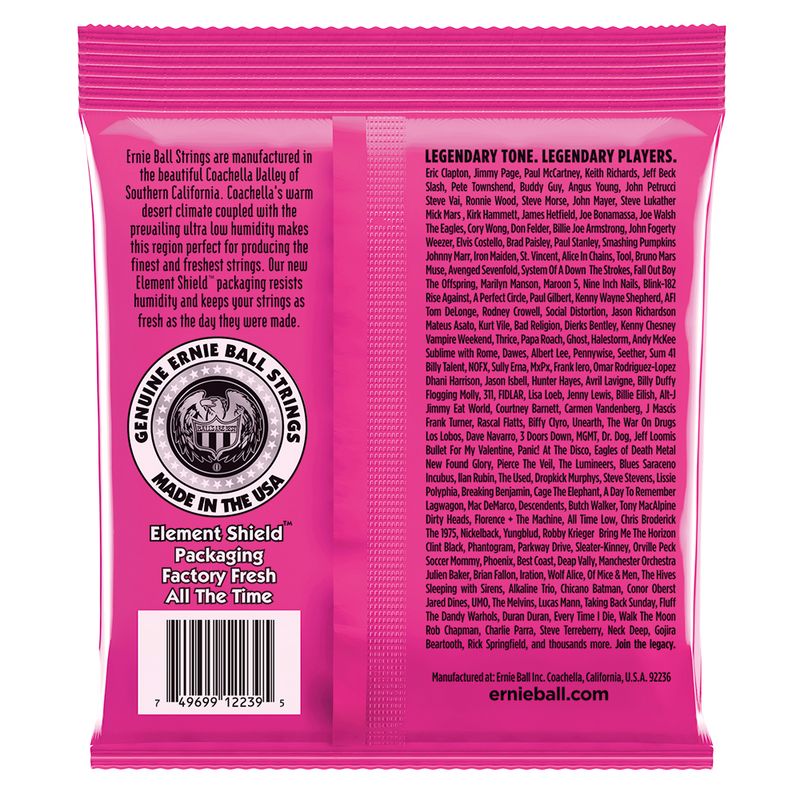 Ernie Ball Strings are manufactured in
the beautiful Coachella Valley of
Southern California. Coachella's warm
desert climate coupled with the
prevailing ultra low humidity makes
this region perfect for producing the
finest and freshest strings. Our new
Element Shield™ packaging resists
humidity and keeps your strings as
fresh as the day they were made.
GENUINE ERNIE BALL STRINGS
MADE IN THE USA
Element Shield™
Packaging
Factory Fresh
All The Time
7 49699 12239 5
LEGENDARY TONE. LEGENDARY PLAYERS.
Eric Clapton, Jimmy Page, Paul McCartney, Keith Richards, Jeff Beck
Slash, Pete Townshend, Buddy Guy, Angus Young, John Petrucci
Steve Vai, Ronnie Wood, Steve Morse, John Mayer, Steve Lukather
Mick Mars , Kirk Hammett, James Hetfield, Joe Bonamassa, Joe Walsh
The Eagles, Cory Wong, Don Felder, Billie Joe Armstrong, John Fogerty
Weezer, Elvis Costello, Brad Paisley, Paul Stanley, Smashing Pumpkins
Johnny Marr, Iron Maiden, St. Vincent, Alice In Chains, Tool, Bruno Mars
Muse, Avenged Sevenfold, System Of A Down The Strokes, Fall Out Boy
The Offspring, Marilyn Manson, Maroon 5, Nine Inch Nails, Blink-182
Rise Against, A Perfect Circle, Paul Gilbert, Kenny Wayne Shepherd, AFI
Tom DeLonge, Rodney Crowell, Social Distortion, Jason Richardson
Mateus Asato, Kurt Vile, Bad Religion, Dierks Bentley, Kenny Chesney
Vampire Weekend, Thrice, Papa Roach, Ghost, Halestorm, Andy McKee
Sublime with Rome, Dawes, Albert Lee, Pennywise, Seether, Sum 41
Billy Talent, NOFX, Sully Erna, MxPx, Frank Iero, Omar Rodriguez-Lopez
Dhani Harrison, Jason Isbell, Hunter Hayes, Avril Lavigne, Billy Duffy
Flogging Molly, 311, FIDLAR, Lisa Loeb, Jenny Lewis, Billie Eilish, Alt-J
Jimmy Eat World, Courtney Barnett, Carmen Vandenberg, J Mascis
Frank Turner, Rascal Flatts, Biffy Clyro, Unearth, The War On Drugs
Los Lobos, Dave Navarro, 3 Doors Down, MGMT, Dr. Dog, Jeff Loomis
Bullet For My Valentine, Panic! At The Disco, Eagles of Death Metal
New Found Glory, Pierce The Veil, The Lumineers, Blues Saraceno
Incubus, Ilan Rubin, The Used, Dropkick Murphys, Steve Stevens, Lissie
Polyphia, Breaking Benjamin, Cage The Elephant, A Day To Remember
Lagwagon, Mac DeMarco, Descendents, Butch Walker, Tony MacAlpine
Dirty Heads, Florence + The Machine, All Time Low, Chris Broderick
The 1975, Nickelback, Yungblud, Robby Krieger Bring Me The Horizon
Clint Black, Phantogram, Parkway Drive, Sleater-Kinney, Orville Peck
Soccer Mommy, Phoenix, Best Coast, Deap Vally, Manchester Orchestra
Julien Baker, Brian Fallon, Iration, Wolf Alice, Of Mice & Men, The Hives
Sleeping with Sirens, Alkaline Trio, Chicano Batman, Conor Oberst
Jared Dines, UMO, The Melvins, Lucas Mann, Taking Back Sunday, Fluff
The Dandy Warhols, Duran Duran, Every Time I Die, Walk The Moon
Rob Chapman, Charlie Parra, Steve Terreberry, Neck Deep, Gojira
Beartooth, Rick Springfield, and thousands more. Join the legacy.
Manufactured at: Ernie Ball Inc. Coachella, California, U.S.A. 92236
ernieball.com